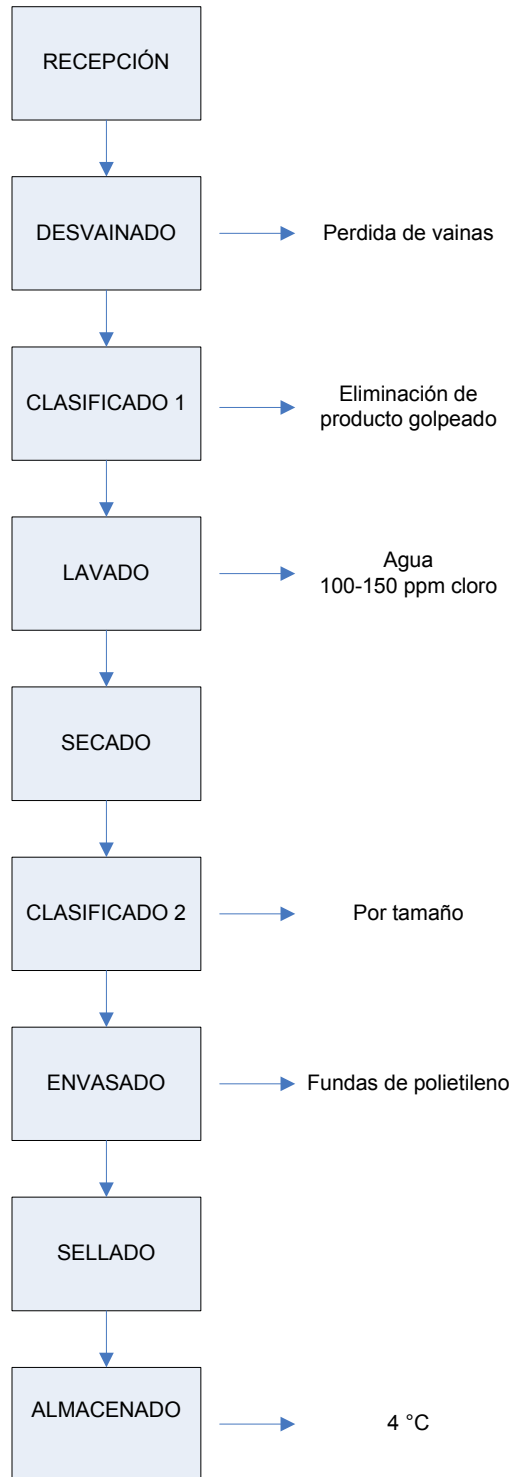 RECEPCIÓN
DESVAINADO
Perdida de vainas
CLASIFICADO 1
Eliminación de
producto golpeado
LAVADO
Agua
100-150 ppm cloro
SECADO
CLASIFICADO 2
Por tamaño
ENVASADO
Fundas de polietileno
SELLADO
ALMACENADO
4 °C